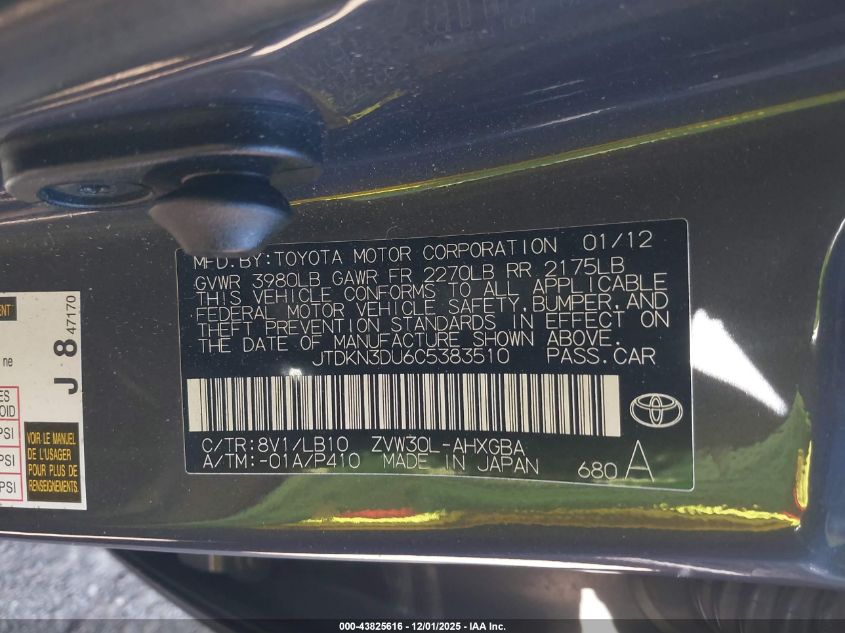 MFD.BY:TOYOTA MOTOR CORPORATION 01/12
GVWR 3980LB GAWR FR 2270LB RR 2175LB
THIS VEHICLE CONFORMS TO ALL APPLICABLE
FEDERAL MOTOR VEHICLE SAFETY, BUMPER, AND
THEFT PREVENTION STANDARDS IN EFFECT ON
THE DATE OF MANUFACTURE SHOWN ABOVE.
JTDKN3DU6C5383510 PASS.CAR
C/TR:8V1/LB10 ZVW30L-AHXGBA
A/TM:-01A/P410 MADE IN JAPAN 680 A
J 8 47170
ne
PSI
PSI
PSI
VOIR LE MANUEL
DE L'USAGER
POUR PLUS DE
RENSEIGNEMENTS
000-43825616 - 12/01/2025 - IAA Inc.